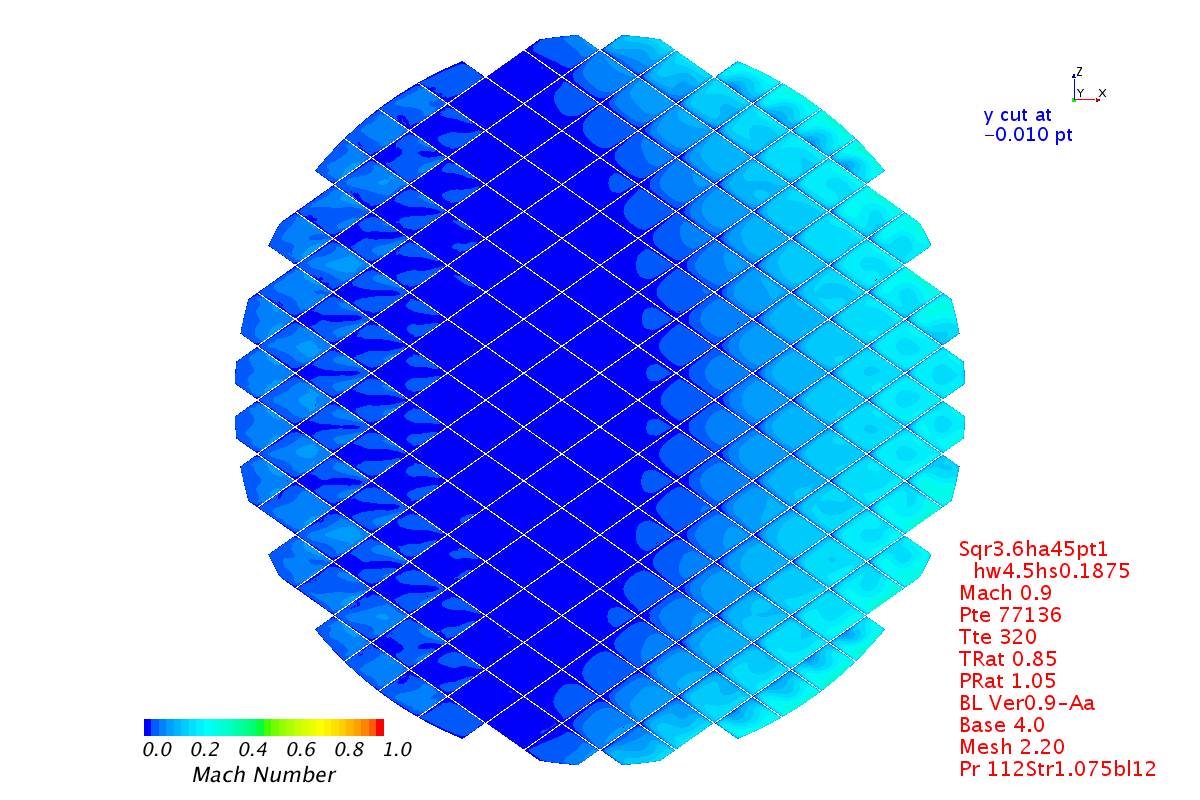 Z
Y X
y cut at
−0.010 pt
Sqr3.6ha45pt1
hw4.5hs0.1875
Mach 0.9
Pte 77136
Tte 320
TRat 0.85
PRat 1.05
BL Ver0.9−Aa
Base 4.0
Mesh 2.20
Pr 112Str1.075bl12
0.0 0.2 0.4 0.6 0.8 1.0
Mach Number